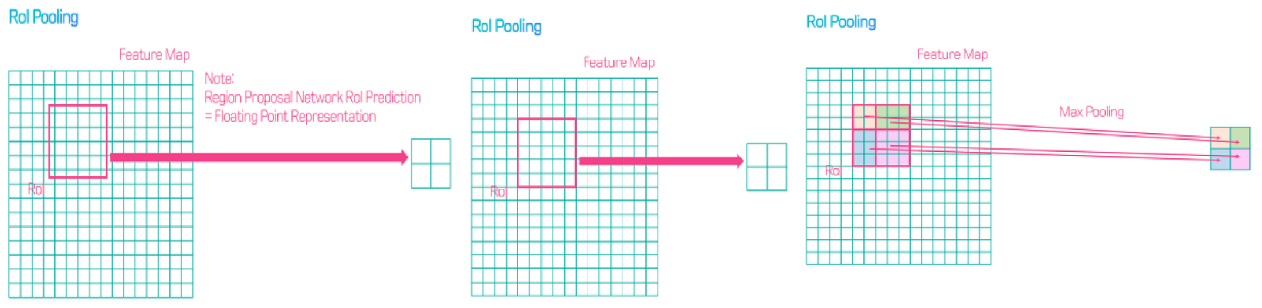 RoI Pooling
Feature Map
Note:
Region Proposal Network RoI Prediction
= Floating Point Representation
RoI
RoI Pooling
Feature Map
RoI
RoI Pooling
Feature Map
Max Pooling
RoI